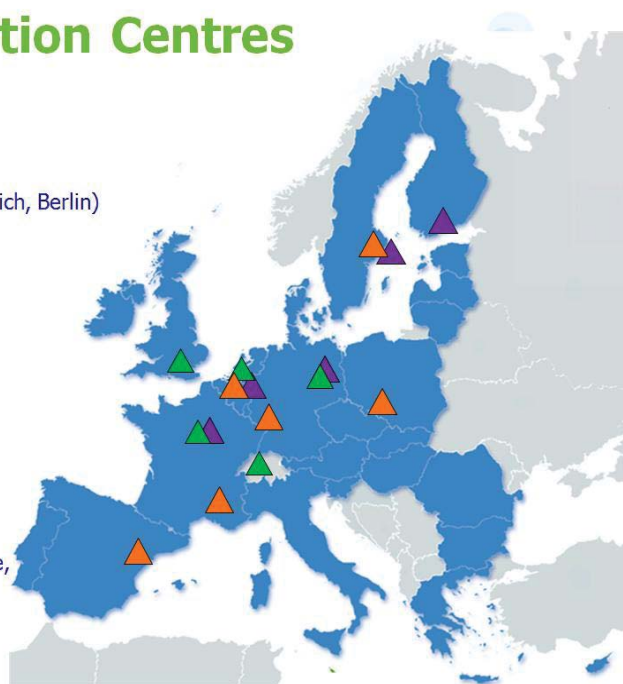 tion Centres
ich, Berlin)
e,